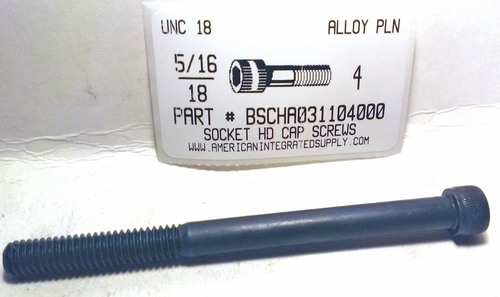 UNC 18 ALLOY PLN
5/16
18
4
PART # BSCHA031104000
SOCKET HD CAP SCREWS
WWW.AMERICANINTEGRATEDSUPPLY.COM